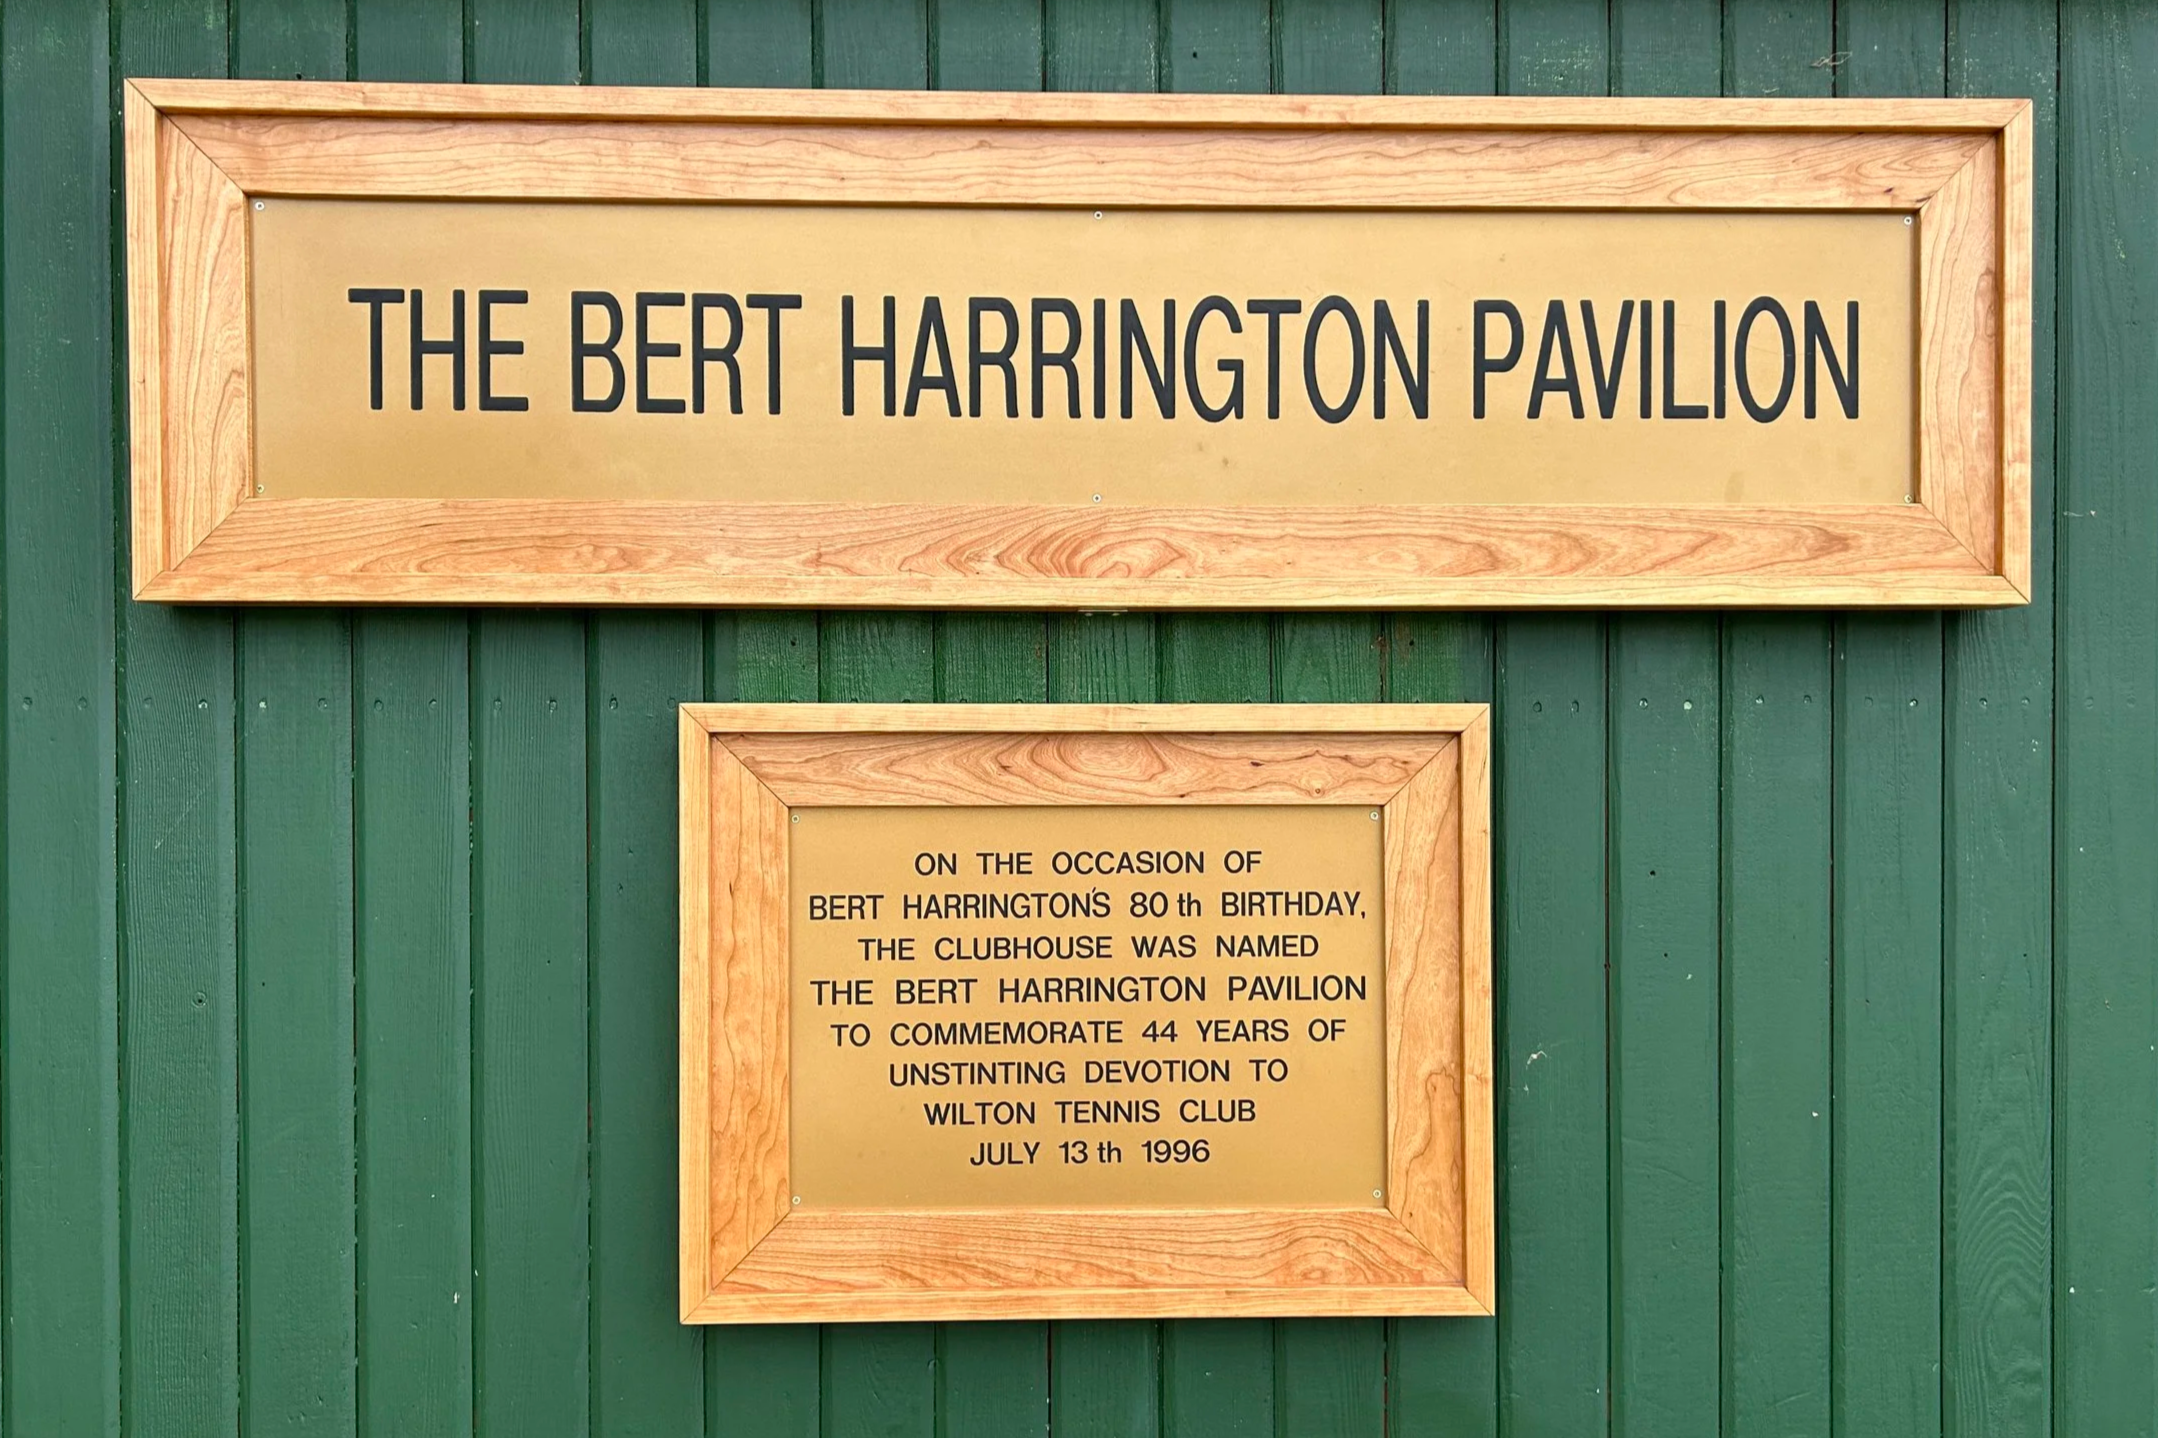 THE BERT HARRINGTON PAVILION
ON THE OCCASION OF
BERT HARRINGTON'S 80 th BIRTHDAY,
THE CLUBHOUSE WAS NAMED
THE BERT HARRINGTON PAVILION
TO COMMEMORATE 44 YEARS OF
UNSTINTING DEVOTION TO
WILTON TENNIS CLUB
JULY 13 th 1996